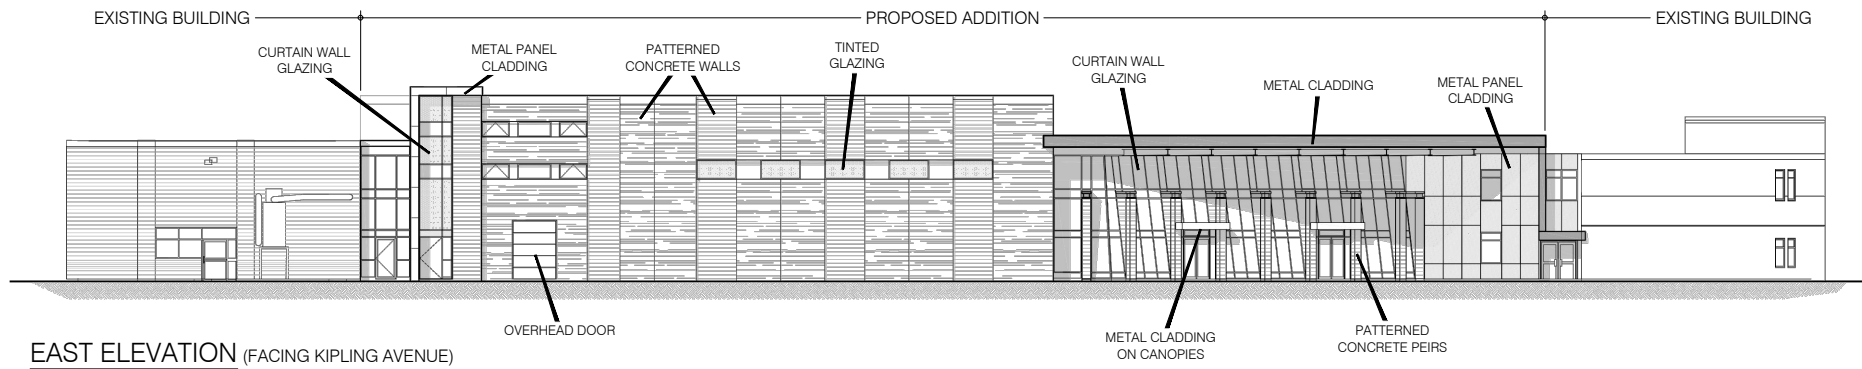 EXISTING BUILDING
PROPOSED ADDITION
EXISTING BUILDING
CURTAIN WALL
GLAZING
METAL PANEL
CLADDING
PATTERNED
CONCRETE WALLS
TINTED
GLAZING
CURTAIN WALL
GLAZING
METAL CLADDING
METAL PANEL
CLADDING
OVERHEAD DOOR
METAL CLADDING
ON CANOPIES
PATTERNED
CONCRETE PEIRS
EAST ELEVATION (FACING KIPLING AVENUE)